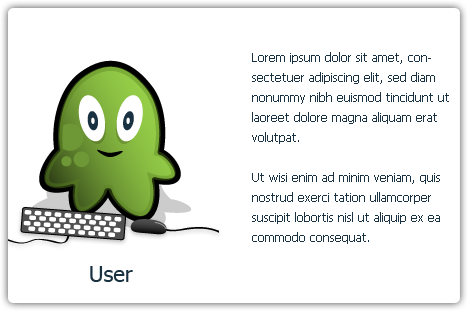 Lorem ipsum dolor sit amet, con-
sectetuer adipiscing elit, sed diam
nonummy nibh euismod tincidunt ut
laoreet dolore magna aliquam erat
volutpat.
Ut wisi enim ad minim veniam, quis
nostrud exerci tation ullamcorper
suscipit lobortis nisl ut aliquip ex ea
commodo consequat.
User